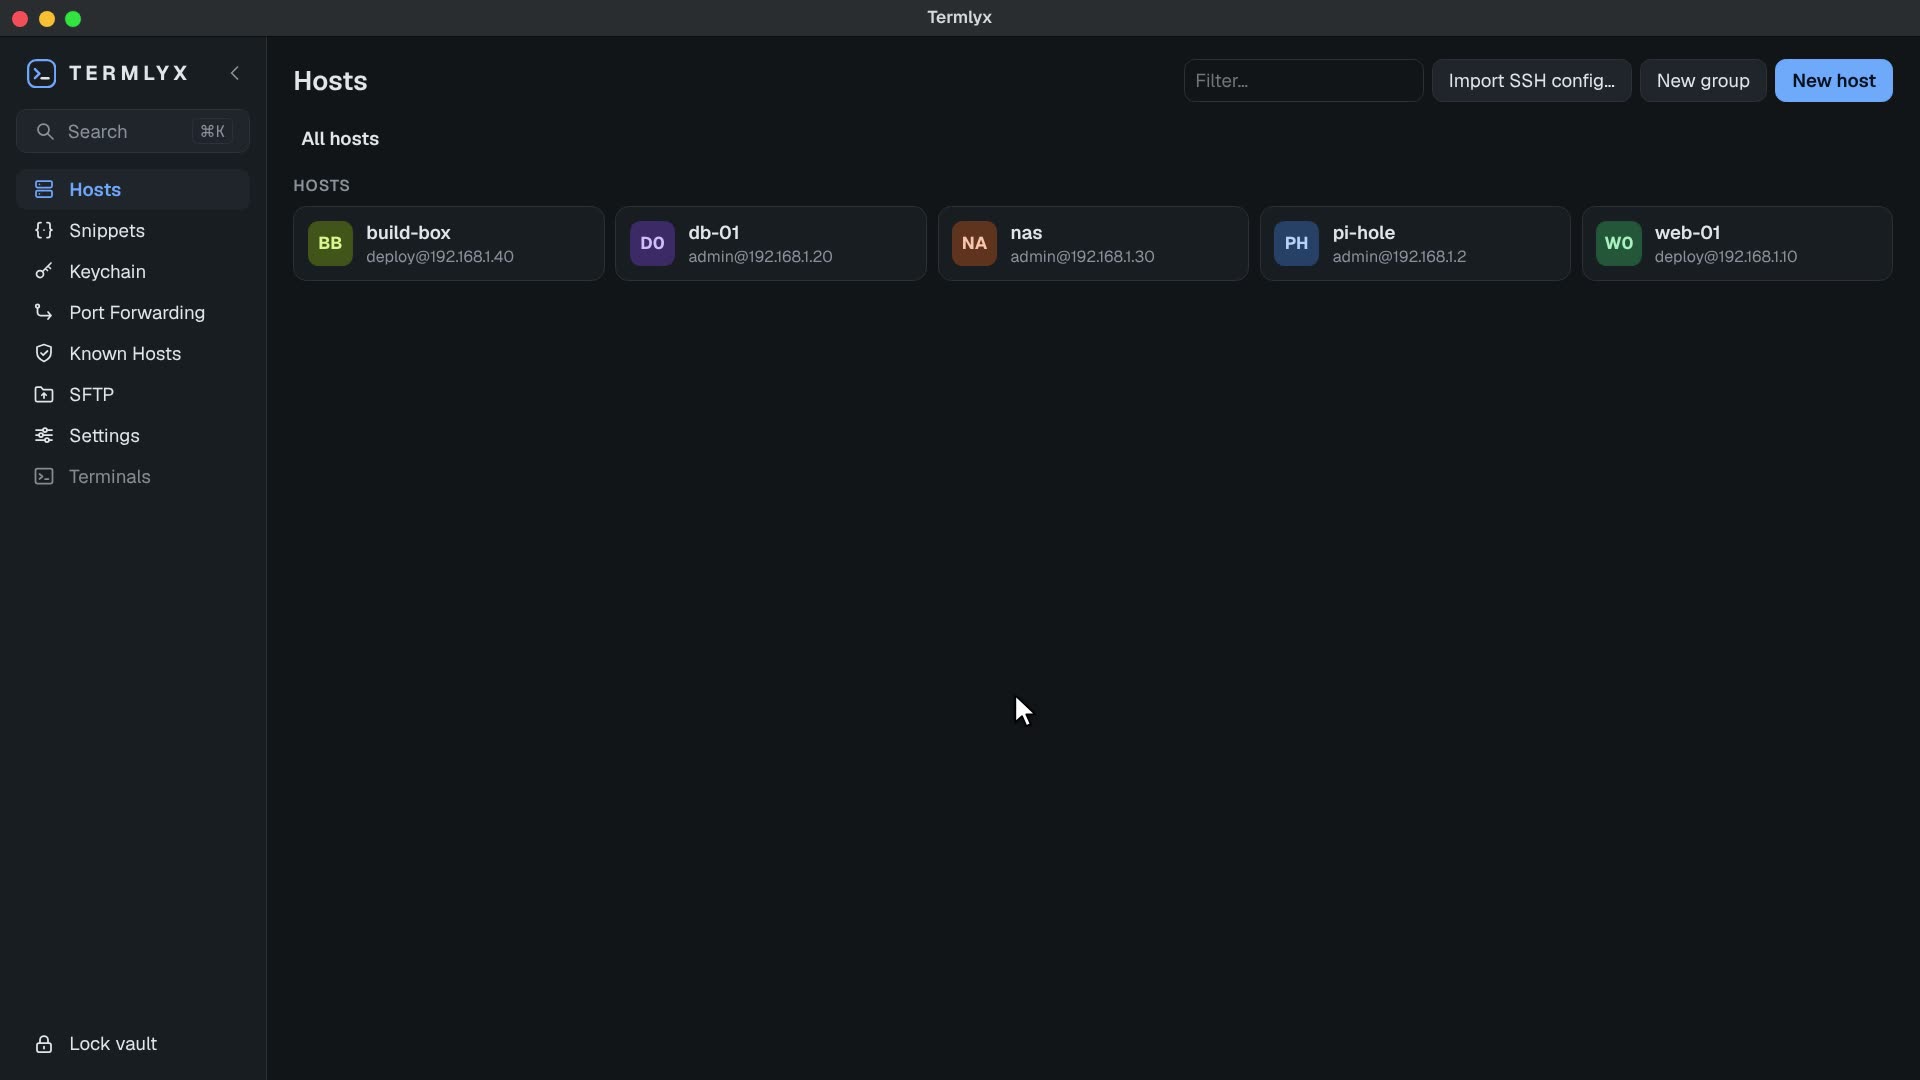 Termlyx
TERMLYX
Search ⌘K
Hosts
Snippets
Keychain
Port Forwarding
Known Hosts
SFTP
Settings
Terminals
Lock vault
Hosts
Filter...
Import SSH config...
New group
New host
All hosts
HOSTS
BB
build-box
deploy@192.168.1.40
D0
db-01
admin@192.168.1.20
NA
nas
admin@192.168.1.30
PH
pi-hole
admin@192.168.1.2
W0
web-01
deploy@192.168.1.10